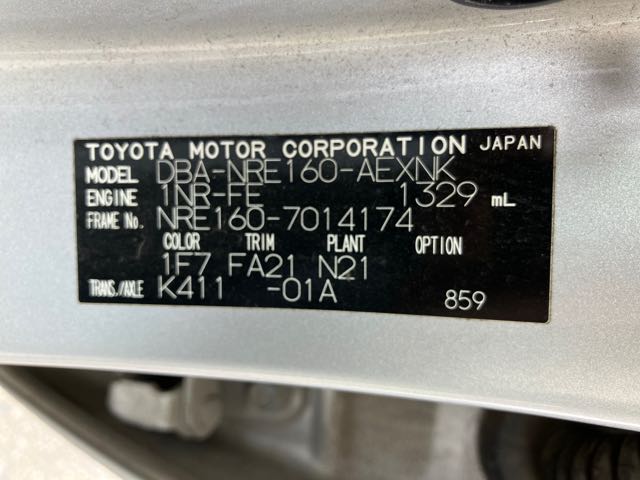 TOYOTA MOTOR CORPORATION JAPAN
MODEL DBA-NRE160-AEXNK
ENGINE 1NR-FE 1329 mL
FRAME No. NRE160-7014174
COLOR TRIM PLANT OPTION
1F7 FA21 N21
TRANS./AXLE K411 -01A 859